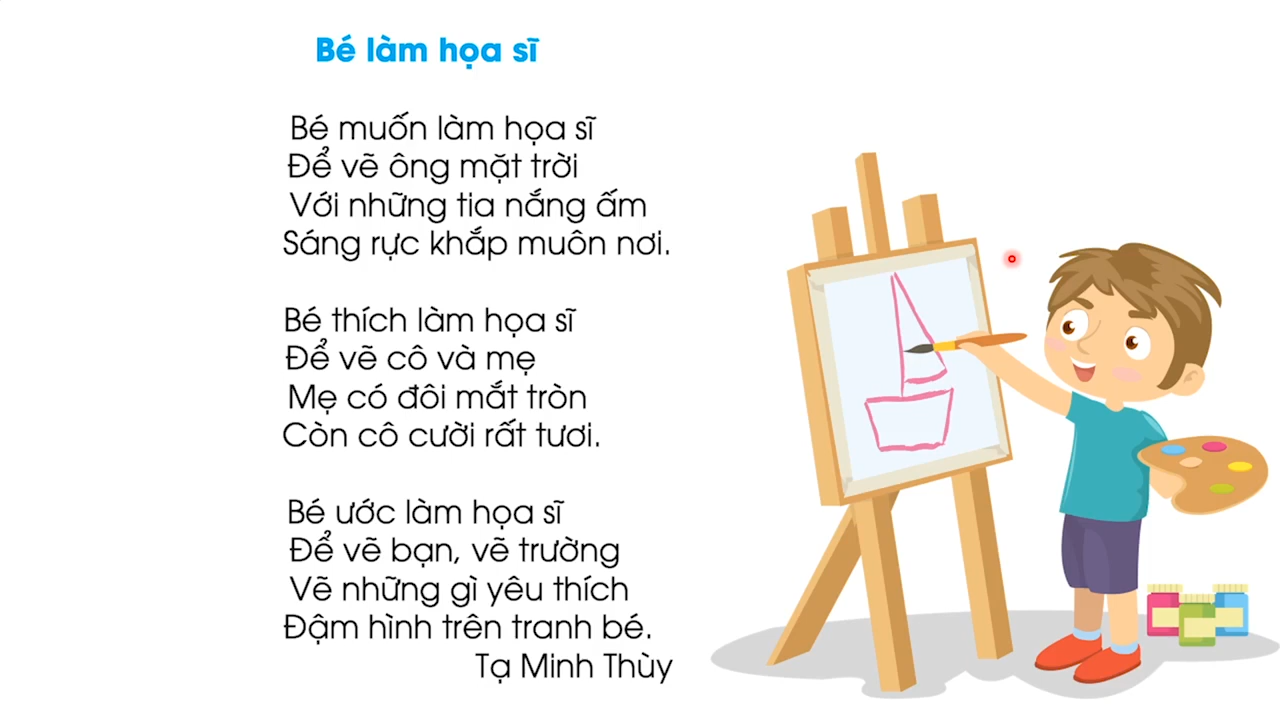 Bé làm họa sĩ
Bé muốn làm họa sĩ
Để vẽ ông mặt trời
Với những tia nắng ấm
Sáng rực khắp muôn nơi.
Bé thích làm họa sĩ
Để vẽ cô và mẹ
Mẹ có đôi mắt tròn
Còn cô cười rất tươi.
Bé ước làm họa sĩ
Để vẽ bạn, vẽ trường
Vẽ những gì yêu thích
Đậm hình trên tranh bé.
Tạ Minh Thùy